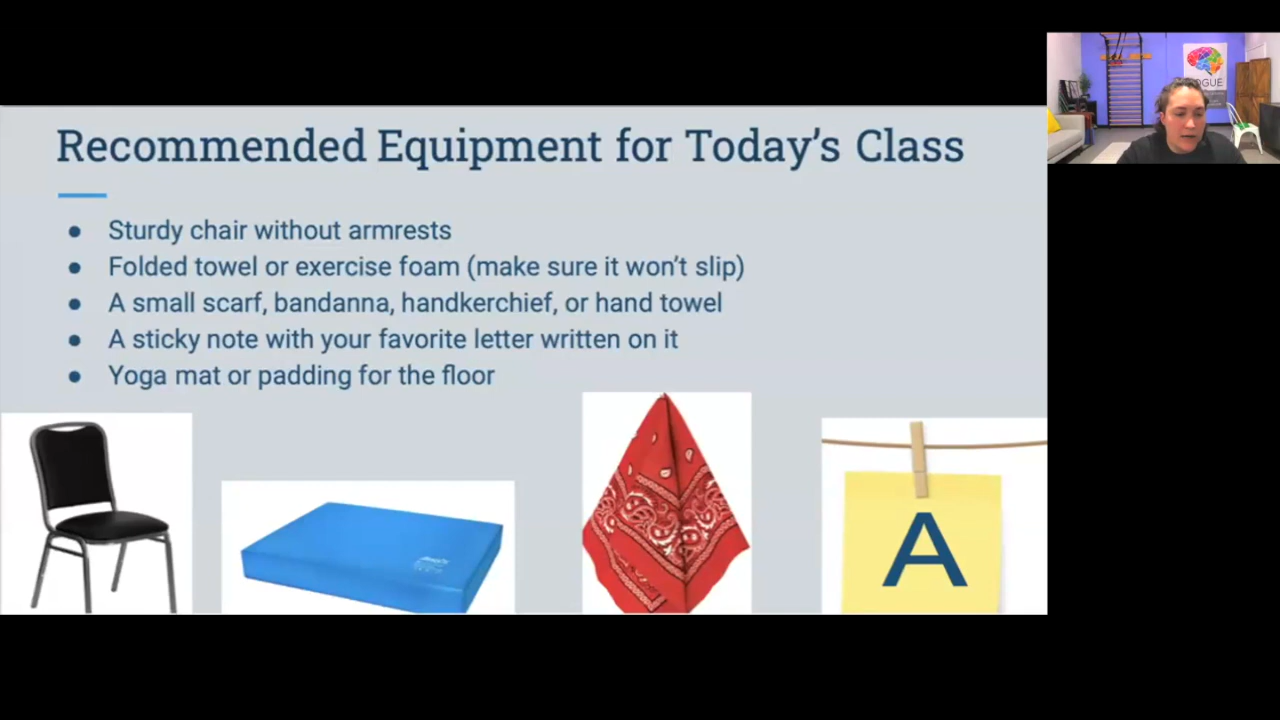 Recommended Equipment for Today's Class
● Sturdy chair without armrests
● Folded towel or exercise foam (make sure it won't slip)
● A small scarf, bandanna, handkerchief, or hand towel
● A sticky note with your favorite letter written on it
● Yoga mat or padding for the floor
A